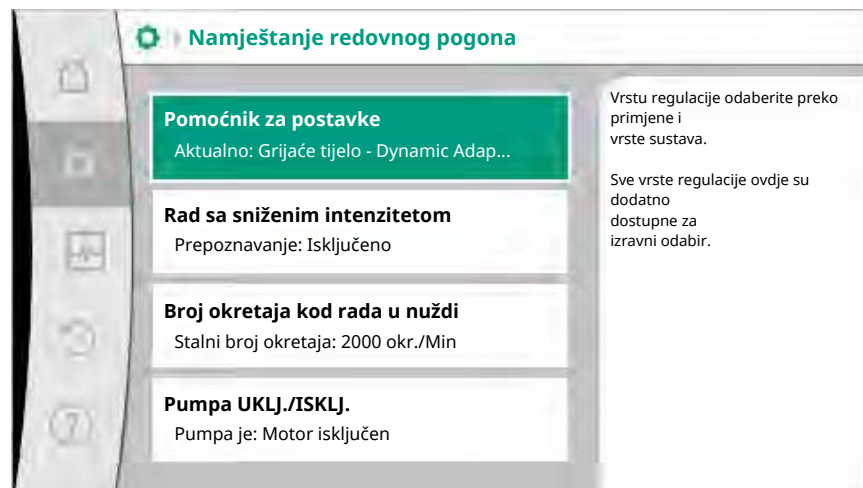 Namještanje redovnog pogona
Pomoćnik za postavke
Aktualno: Grijaće tijelo - Dynamic Adap...
Rad sa sniženim intenzitetom
Prepoznavanje: Isključeno
Broj okretaja kod rada u nuždi
Stalni broj okretaja: 2000 okr./Min
Pumpa UKLJ./ISKLJ.
Pumpa je: Motor isključen
Vrstu regulacije odaberite preko
primjene i
vrste sustava.
Sve vrste regulacije ovdje su
dodatno
dostupne za
izravni odabir.